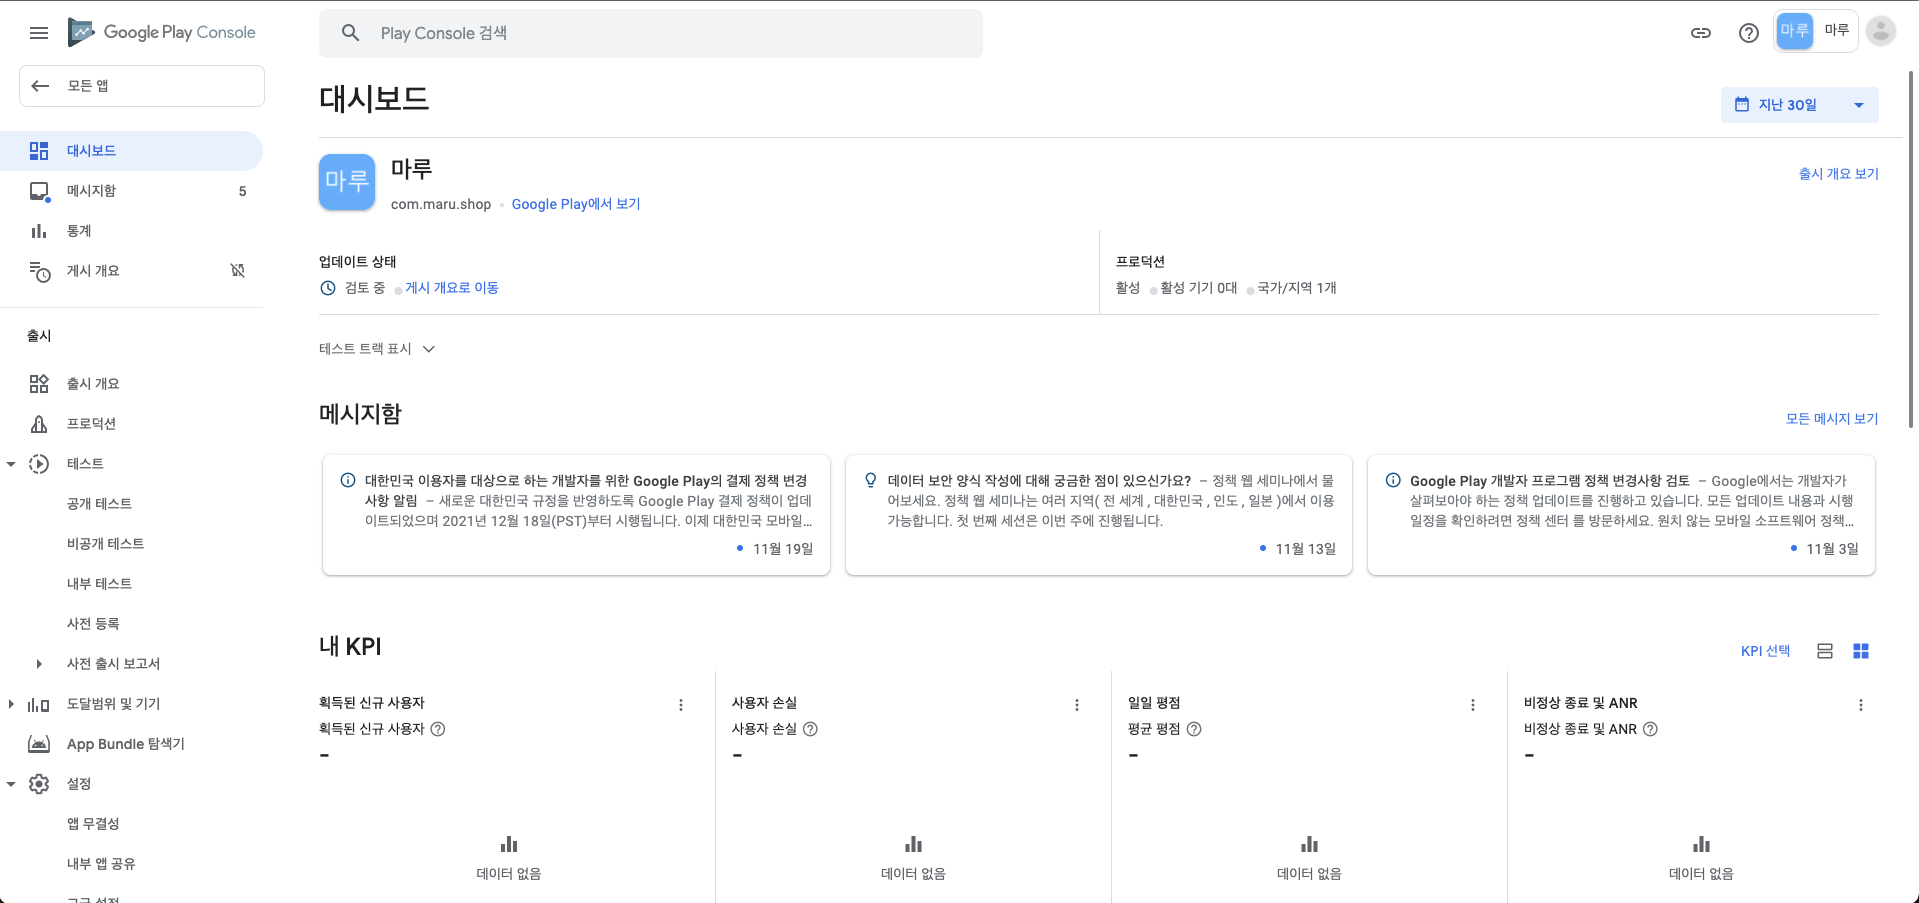 Google Play Console
Play Console 검색
마루
마루
모든 앱
대시보드
메시지함 5
통계
게시 개요
출시
출시 개요
프로덕션
테스트
공개 테스트
비공개 테스트
내부 테스트
사전 등록
사전 출시 보고서
도달범위 및 기기
App Bundle 탐색기
설정
앱 무결성
내부 앱 공유
대시보드
지난 30일
마루
마루
com.maru.shop • Google Play에서 보기
출시 개요 보기
업데이트 상태
검토 중 게시 개요로 이동
프로덕션
활성 활성 기기 0대 국가/지역 1개
테스트 트랙 표시
메시지함
모든 메시지 보기
대한민국 이용자를 대상으로 하는 개발자를 위한 Google Play의 결제 정책 변경
사항 알림 – 새로운 대한민국 규정을 반영하도록 Google Play 결제 정책이 업데
이트되었으며 2021년 12월 18일(PST)부터 시행됩니다. 이제 대한민국 모바일...
11월 19일
데이터 보안 양식 작성에 대해 궁금한 점이 있으신가요? – 정책 웹 세미나에서 물
어보세요. 정책 웹 세미나는 여러 지역( 전 세계 , 대한민국 , 인도 , 일본 )에서 이용
가능합니다. 첫 번째 세션은 이번 주에 진행됩니다.
11월 13일
Google Play 개발자 프로그램 정책 변경사항 검토 – Google에서는 개발자가
살펴보아야 하는 정책 업데이트를 진행하고 있습니다. 모든 업데이트 내용과 시행
일정을 확인하려면 정책 센터 를 방문하세요. 원치 않는 모바일 소프트웨어 정책...
11월 3일
내 KPI
KPI 선택
획득된 신규 사용자
획득된 신규 사용자
–
데이터 없음
사용자 손실
사용자 손실
–
데이터 없음
일일 평점
평균 평점
–
데이터 없음
비정상 종료 및 ANR
비정상 종료 및 ANR
–
데이터 없음